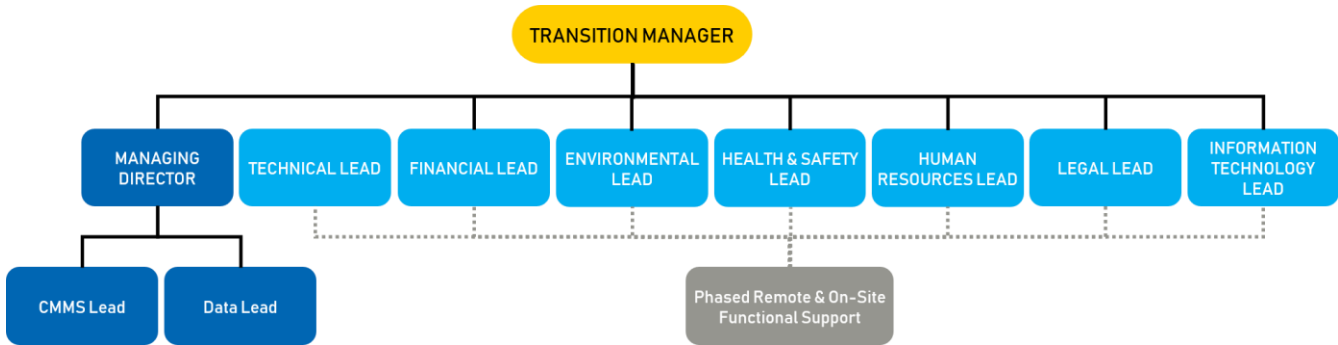 TRANSITION MANAGER
MANAGING
DIRECTOR
TECHNICAL LEAD
FINANCIAL LEAD
ENVIRONMENTAL
LEAD
HEALTH & SAFETY
LEAD
HUMAN
RESOURCES LEAD
LEGAL LEAD
INFORMATION
TECHNOLOGY
LEAD
CMMS Lead
Data Lead
Phased Remote & On-Site
Functional Support